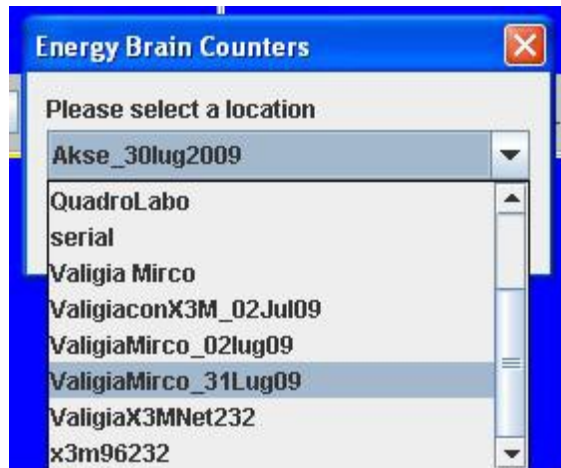 Energy Brain Counters
Please select a location
Akse_30lug2009
QuadroLabo
serial
Valigia Mirco
ValigiaconX3M_02Jul09
ValigiaMirco_02lug09
ValigiaMirco_31Lug09
ValigiaX3MNet232
x3m96232